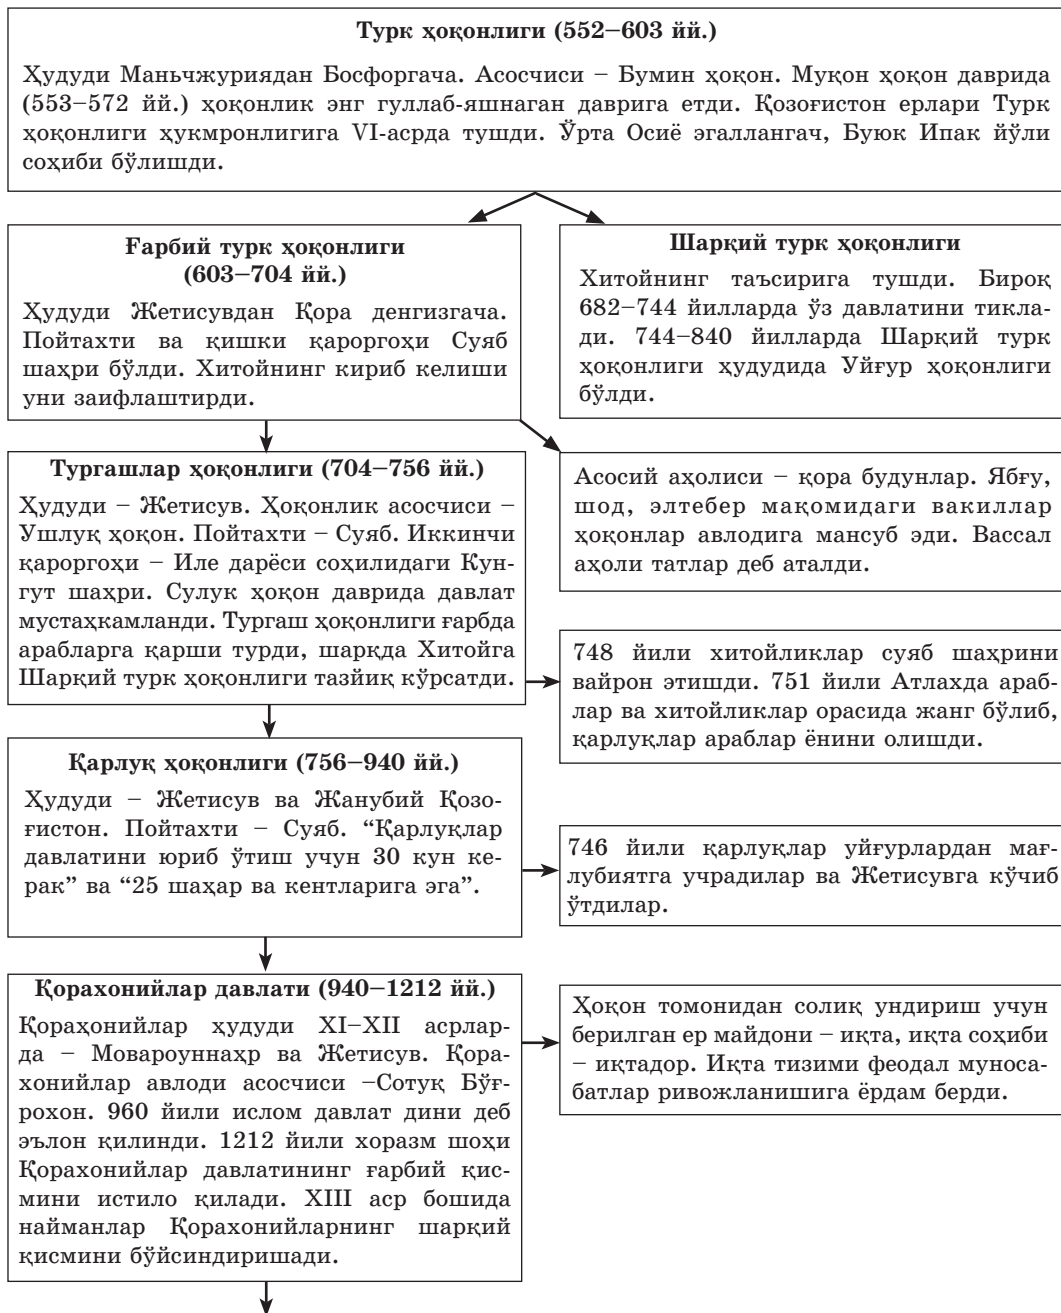 Турк ҳоқонлиги (552–603 йй.)
Ҳудуди Маньчжуриядан Босфоргача. Асосчиси – Бумин ҳоқон. Муқон ҳоқон даврида
(553–572 йй.) ҳоқонлик энг гуллаб-яшнаган даврига етди. Қозоғистон ерлари Турк
ҳоқонлиги ҳукмронлигига VI-асрда тушди. Ўрта Осиё эгаллангач, Буюк Ипак йўли
соҳиби бўлишди.
Ғарбий турк ҳоқонлиги
(603–704 йй.)
Ҳудуди Жетисувдан Қора денгизгача.
Пойтахти ва қишки қароргоҳи Суяб
шаҳри бўлди. Хитойнинг кириб келиши
уни заифлаштирди.
Шарқий турк ҳоқонлиги
Хитойнинг таъсирига тушди. Бироқ
682–744 йилларда ўз давлатини тикла-
ди. 744–840 йилларда Шарқий турк
ҳоқонлиги ҳудудида Уйғур ҳоқонлиги
бўлди.
Тургашлар ҳоқонлиги (704–756 йй.)
Ҳудуди – Жетисув. Ҳоқонлик асосчиси –
Ушлуқ ҳоқон. Пойтахти – Суяб. Иккинчи
қароргоҳи – Иле дарёси соҳилидаги Кун-
гут шаҳри. Сулук ҳоқон даврида давлат
мустаҳкамланди. Тургаш ҳоқонлиги ғарбда
арабларга қарши турди, шарқда Хитойга
Шарқий турк ҳоқонлиги тазйиқ кўрсатди.
Асосий аҳолиси – қора будунлар. Ябғу,
шод, элтебер мақомидаги вакиллар
ҳоқонлар авлодига мансуб эди. Вассал
аҳоли татлар деб аталди.
748 йили хитойликлар суяб шаҳрини
вайрон этишди. 751 йили Атлахда араб-
лар ва хитойликлар орасида жанг бўлиб,
қарлуқлар араблар ёнини олишди.
Қарлуқ ҳоқонлиги (756–940 йй.)
Ҳудуди – Жетисув ва Жанубий Қозо-
ғистон. Пойтахти – Суяб. “Қарлуқлар
давлатини юриб ўтиш учун 30 кун ке-
рак” ва “25 шаҳар ва кентларига эга”.
746 йили қарлуқлар уйғурлардан мағ-
лубиятга учрадилар ва Жетисувга кўчиб
ўтдилар.
Қорахонийлар давлати (940–1212 йй.)
Қораҳонийлар ҳудуди XI–XII асрлар-
да – Мовароуннаҳр ва Жетисув. Қора-
хонийлар авлоди асосчиси –Сотуқ Бўғ-
рохон. 960 йили ислом давлат дини деб
эълон қилинди. 1212 йили хоразм шоҳи
Қорахонийлар давлатининг ғарбий қис-
мини истило қилади. XIII аср бошида
найманлар Қорахонийларнинг шарқий
қисмини бўйсиндиришади.
Ҳоқон томонидан солиқ ундириш учун
берилган ер майдони – иқта, иқта соҳиби
– иқтадор. Иқта тизими феодал муноса-
батлар ривожланишига ёрдам берди.